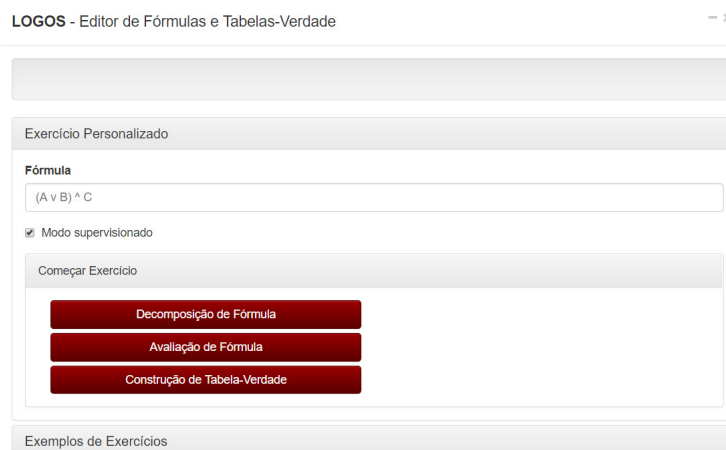 LOGOS - Editor de Fórmulas e Tabelas-Verdade
Exercício Personalizado
Fórmula
(A v B) ^ C
Modo supervisionado
Começar Exercício
Decomposição de Fórmula
Avaliação de Fórmula
Construção de Tabela-Verdade
Exemplos de Exercícios